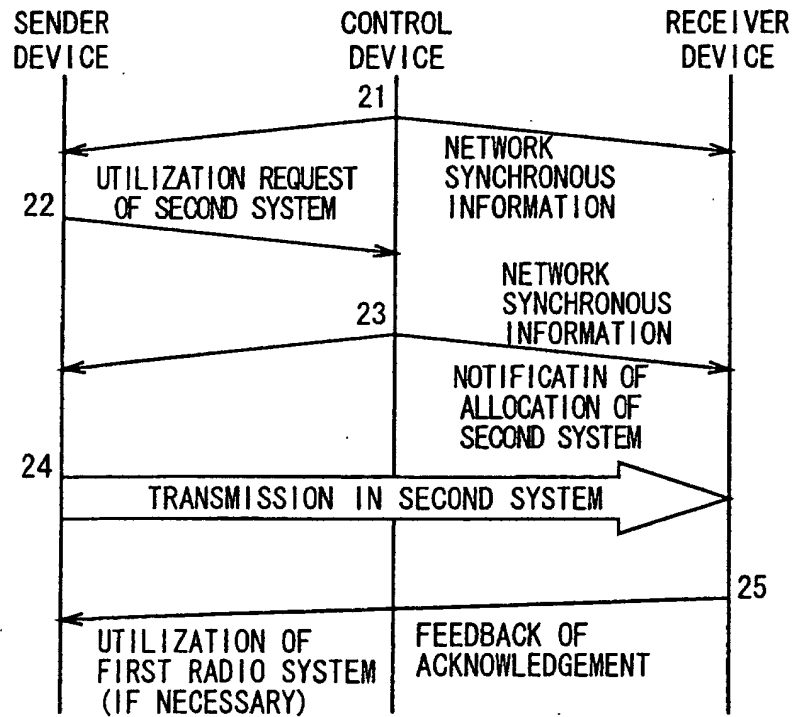 SENDER DEVICE
CONTROL DEVICE
RECEIVER DEVICE
21
NETWORK
SYNCHRONOUS
INFORMATION
UTILIZATION REQUEST
OF SECOND SYSTEM
22
NETWORK
SYNCHRONOUS
INFORMATION
23
NOTIFICATIN OF
ALLOCATION OF
SECOND SYSTEM
24
TRANSMISSION IN SECOND SYSTEM
25
UTILIZATION OF
FIRST RADIO SYSTEM
(IF NECESSARY)
FEEDBACK OF
ACKNOWLEDGEMENT